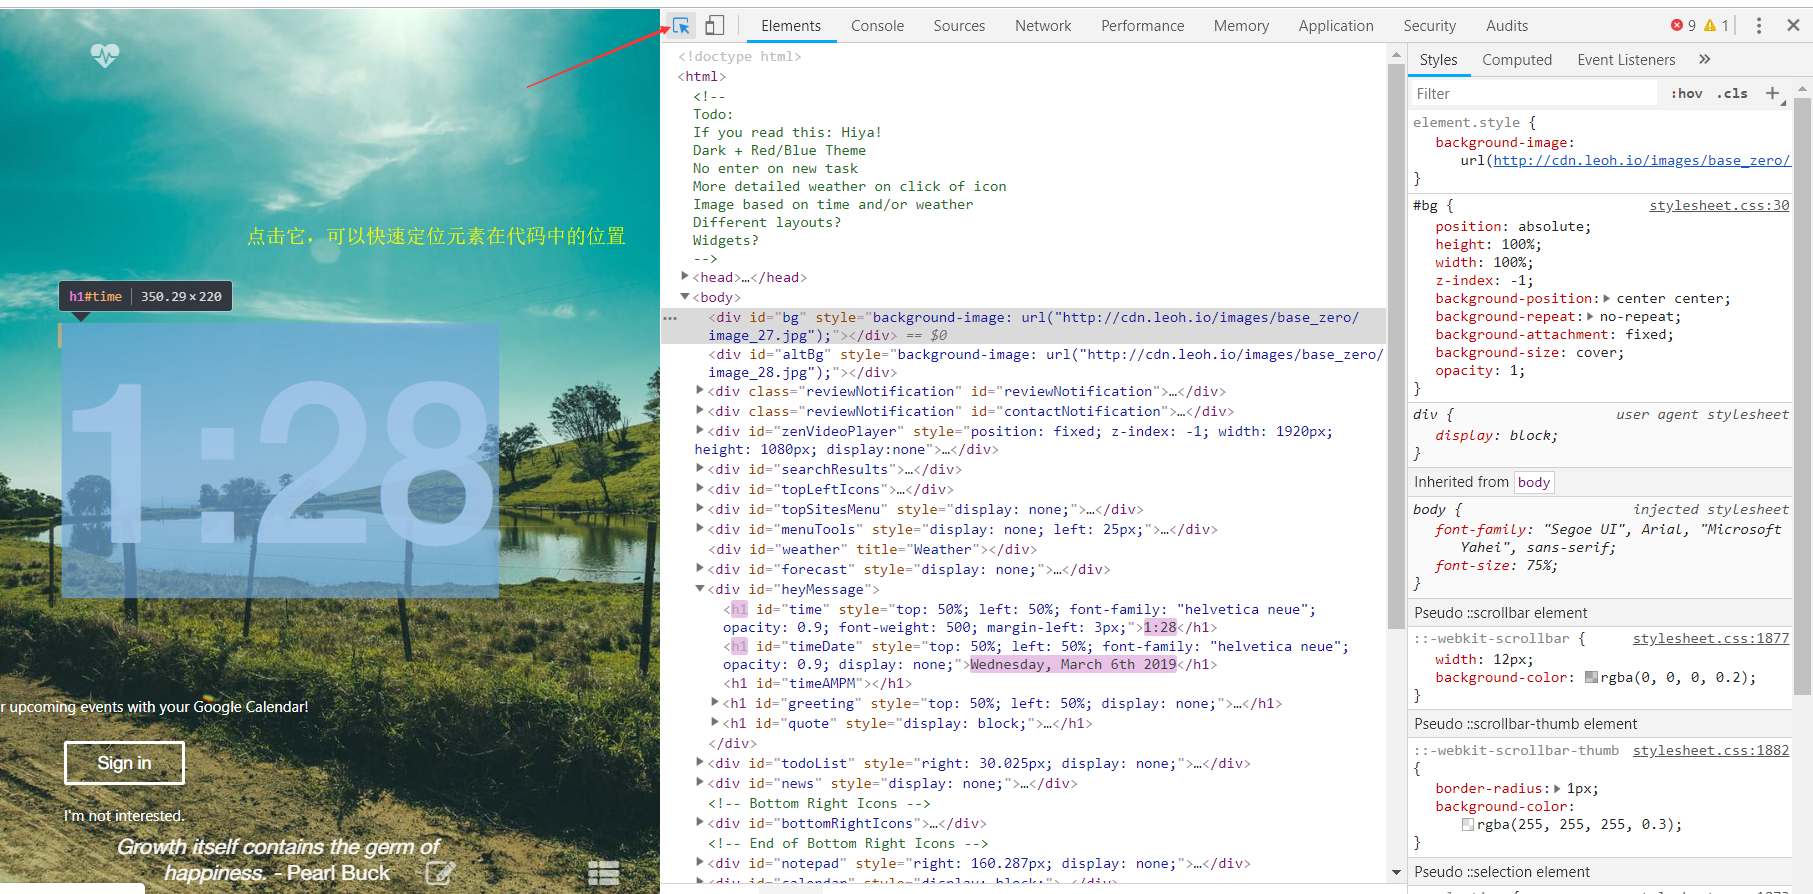 Elements Console Sources Network Performance Memory Application Security Audits 9 1
点击它，可以快速定位元素在代码中的位置
h1#time 350.29 × 220
1:28
r upcoming events with your Google Calendar!
Sign in
I'm not interested.
Growth itself contains the germ of
happiness. - Pearl Buck
<!doctype html>
<html>
<!--
Todo:
If you read this: Hiya!
Dark + Red/Blue Theme
No enter on new task
More detailed weather on click of icon
Image based on time and/or weather
Different layouts?
Widgets?
-->
<head>…</head>
<body>
<div id="bg" style="background-image: url("http://cdn.leoh.io/images/base_zero/
image_27.jpg");"></div> == $0
<div id="altBg" style="background-image: url("http://cdn.leoh.io/images/base_zero/
image_28.jpg");"></div>
<div class="reviewNotification" id="reviewNotification">…</div>
<div class="reviewNotification" id="contactNotification">…</div>
<div id="zenVideoPlayer" style="position: fixed; z-index: -1; width: 1920px;
height: 1080px; display:none">…</div>
<div id="searchResults">…</div>
<div id="topLeftIcons">…</div>
<div id="topSitesMenu" style="display: none;">…</div>
<div id="menuTools" style="display: none; left: 25px;">…</div>
<div id="weather" title="Weather"></div>
<div id="forecast" style="display: none;">…</div>
<div id="heyMessage">
<h1 id="time" style="top: 50%; left: 50%; font-family: "helvetica neue";
opacity: 0.9; font-weight: 500; margin-left: 3px;">1:28</h1>
<h1 id="timeDate" style="top: 50%; left: 50%; font-family: "helvetica neue";
opacity: 0.9; display: none;">Wednesday, March 6th 2019</h1>
<h1 id="timeAMPM"></h1>
<h1 id="greeting" style="top: 50%; left: 50%; display: none;">…</h1>
<h1 id="quote" style="display: block;">…</h1>
</div>
<div id="todoList" style="right: 30.025px; display: none;">…</div>
<div id="news" style="display: none;">…</div>
<!-- Bottom Right Icons -->
<div id="bottomRightIcons">…</div>
<!-- End of Bottom Right Icons -->
<div id="notepad" style="right: 160.287px; display: none;">…</div>
<div id="calendar" style="display: block;">…</div>
Styles Computed Event Listeners »
Filter :hov .cls +
element.style {
background-image:
url(http://cdn.leoh.io/images/base_zero/
}
#bg { stylesheet.css:30
position: absolute;
height: 100%;
width: 100%;
z-index: -1;
background-position: center center;
background-repeat: no-repeat;
background-attachment: fixed;
background-size: cover;
opacity: 1;
}
div { user agent stylesheet
display: block;
}
Inherited from body
body { injected stylesheet
font-family: "Segoe UI", Arial, "Microsoft
Yahei", sans-serif;
font-size: 75%;
}
Pseudo ::scrollbar element
::-webkit-scrollbar { stylesheet.css:1877
width: 12px;
background-color: rgba(0, 0, 0, 0.2);
}
Pseudo ::scrollbar-thumb element
::-webkit-scrollbar-thumb stylesheet.css:1882
{
border-radius: 1px;
background-color:
rgba(255, 255, 255, 0.3);
}
Pseudo ::selection element